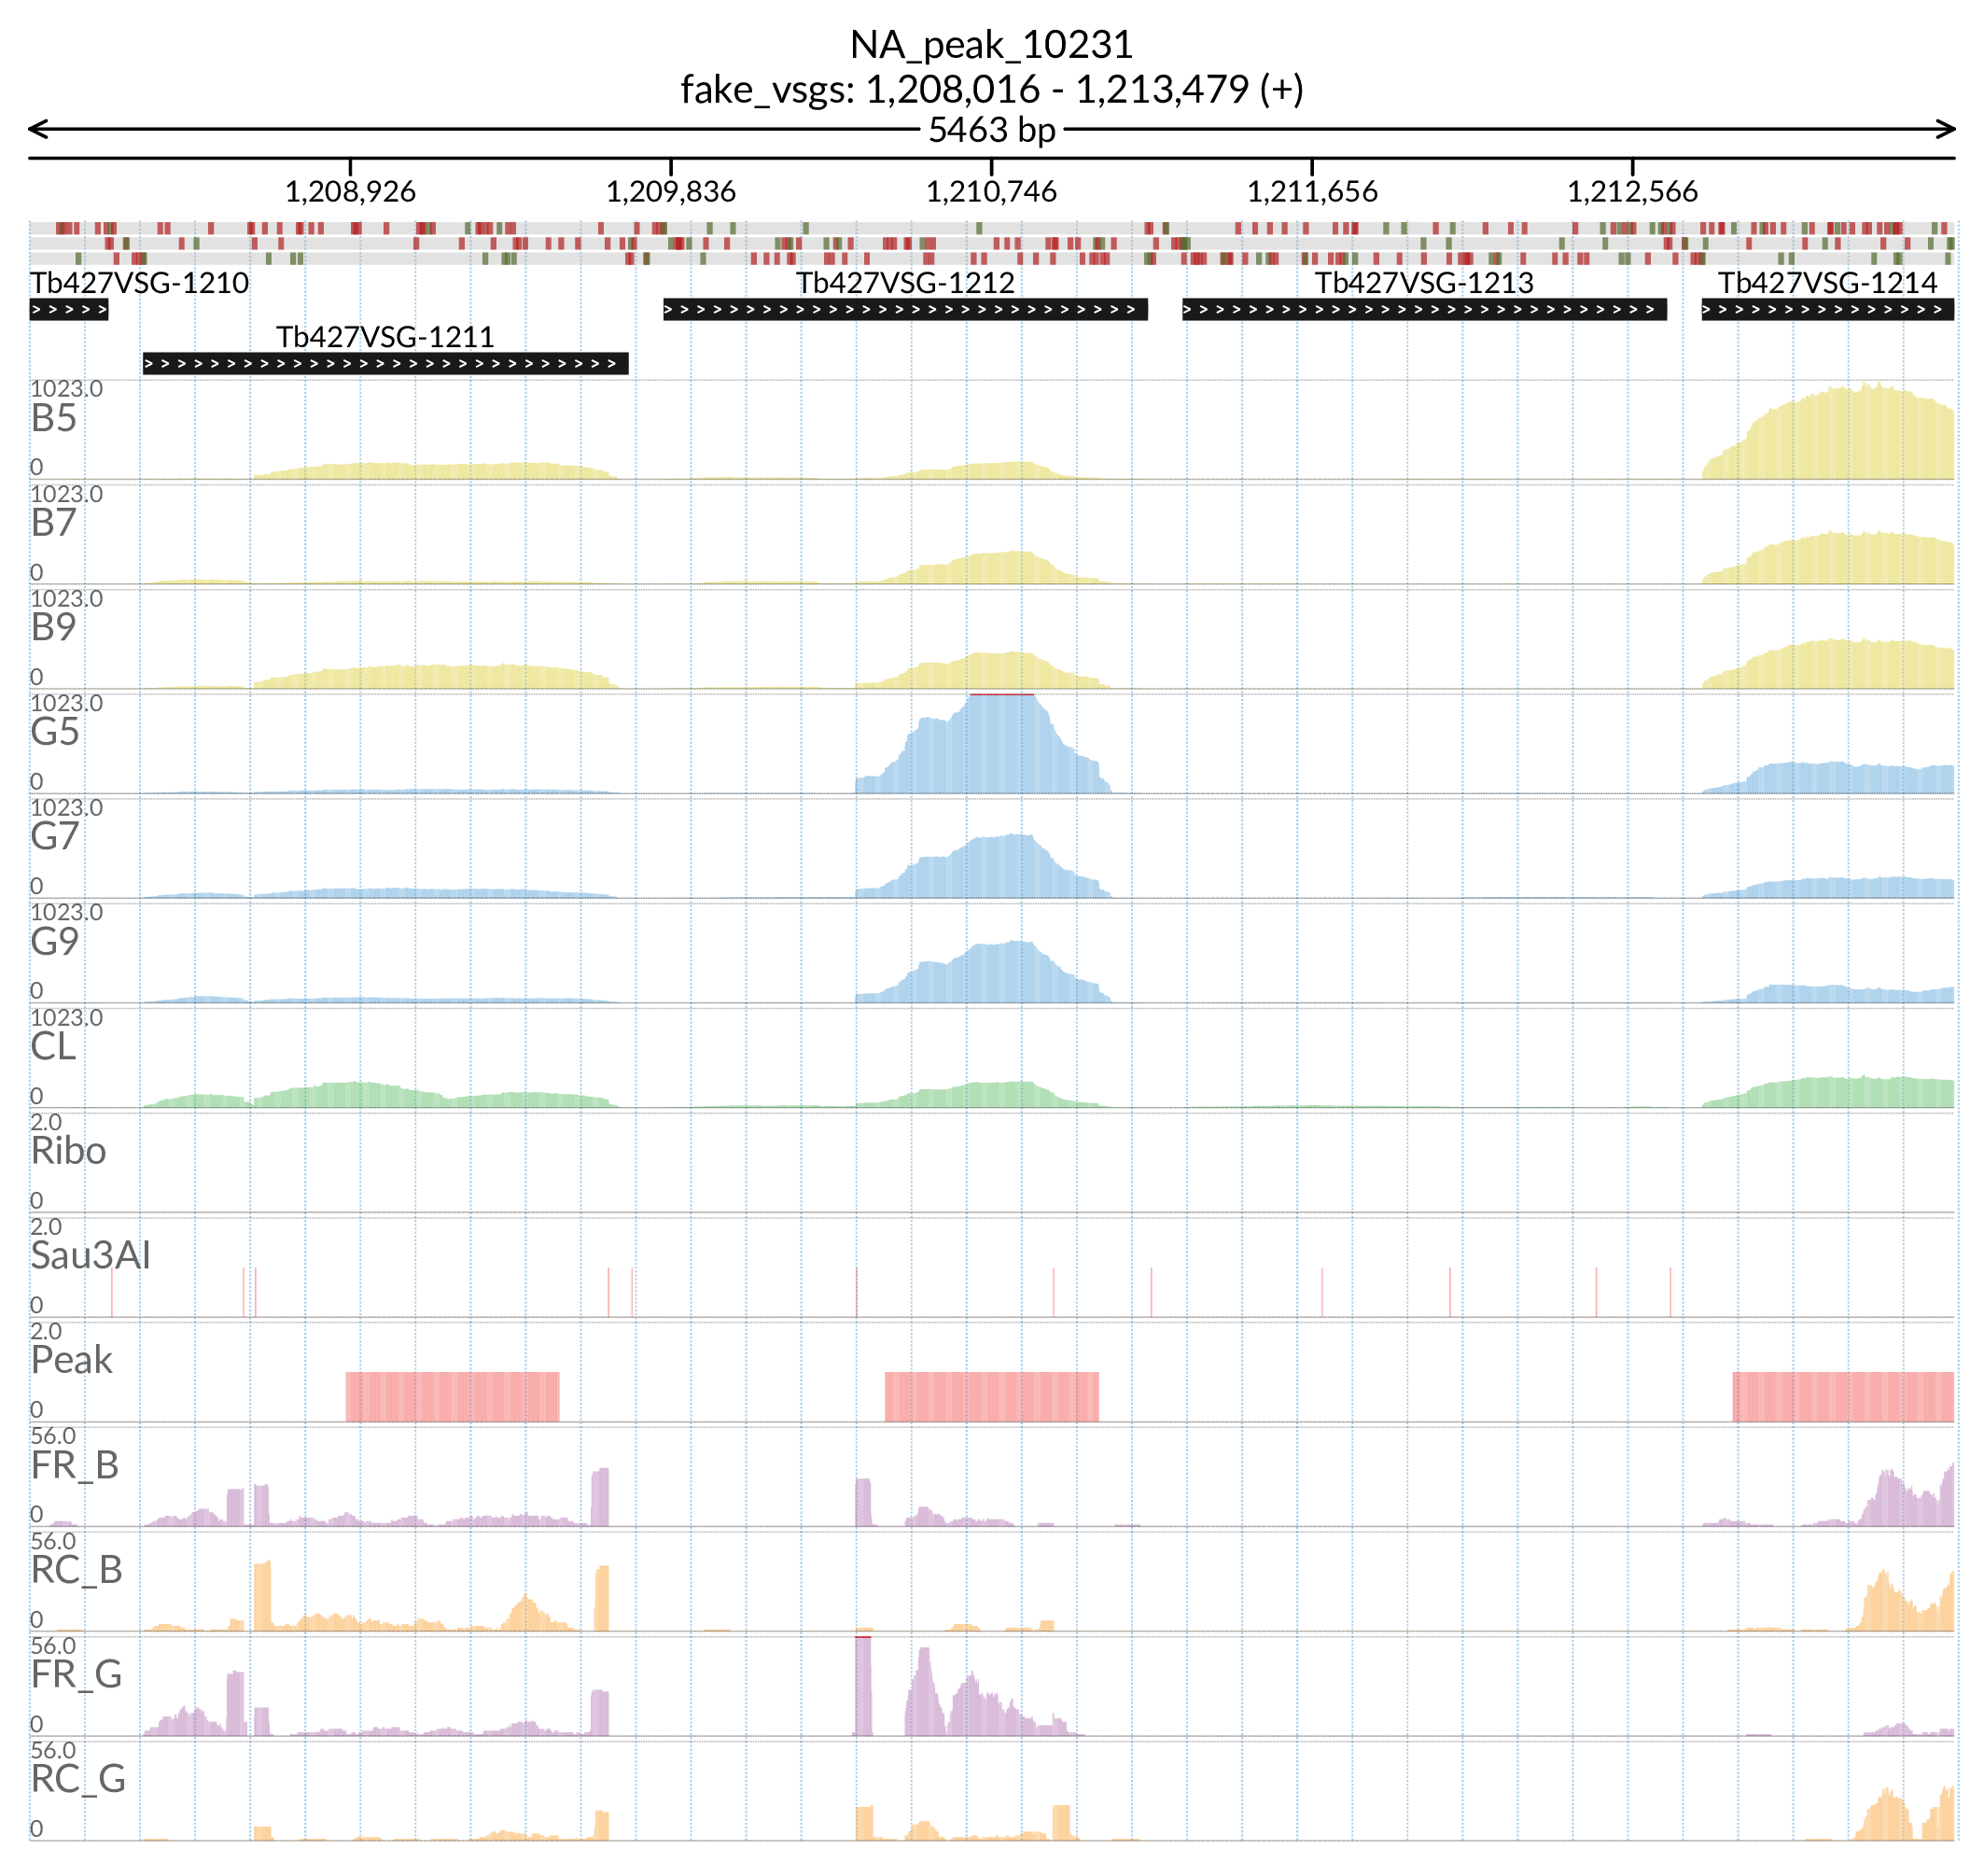 NA_peak_10231
fake_vsgs: 1,208,016 - 1,213,479 (+)
5463 bp
1,208,926 1,209,836 1,210,746 1,211,656 1,212,566
Tb427VSG-1210 Tb427VSG-1212 Tb427VSG-1213 Tb427VSG-1214
Tb427VSG-1211
1023.0
B5
0
1023.0
B7
0
1023.0
B9
0
1023.0
G5
0
1023.0
G7
0
1023.0
G9
0
1023.0
CL
0
2.0
Ribo
0
2.0
Sau3AI
0
2.0
Peak
0
56.0
FR_B
0
56.0
RC_B
0
56.0
FR_G
0
56.0
RC_G
0